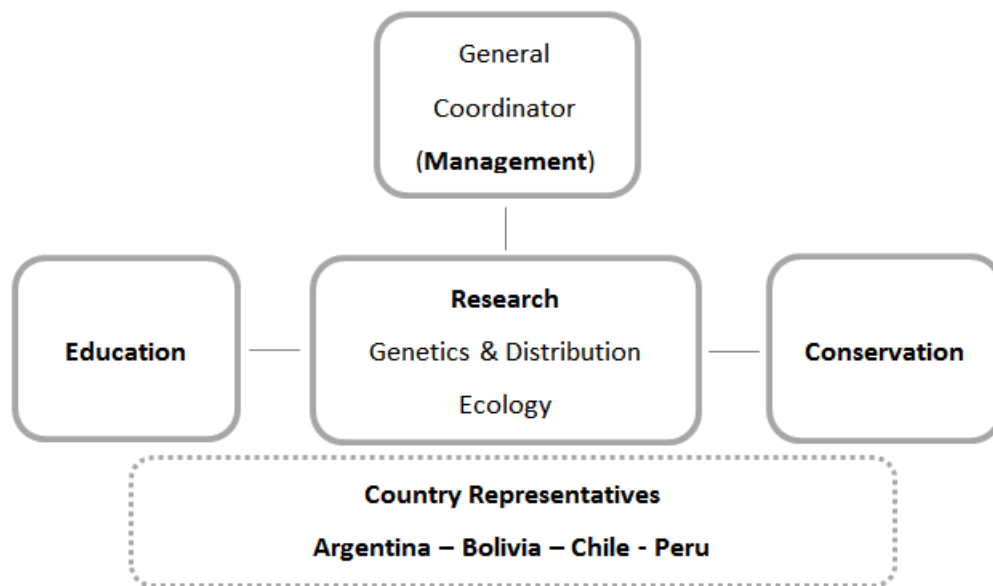 General
Coordinator
(Management)
Research
Education
Genetics & Distribution
Conservation
Ecology
Country Representatives
Argentina – Bolivia – Chile - Peru